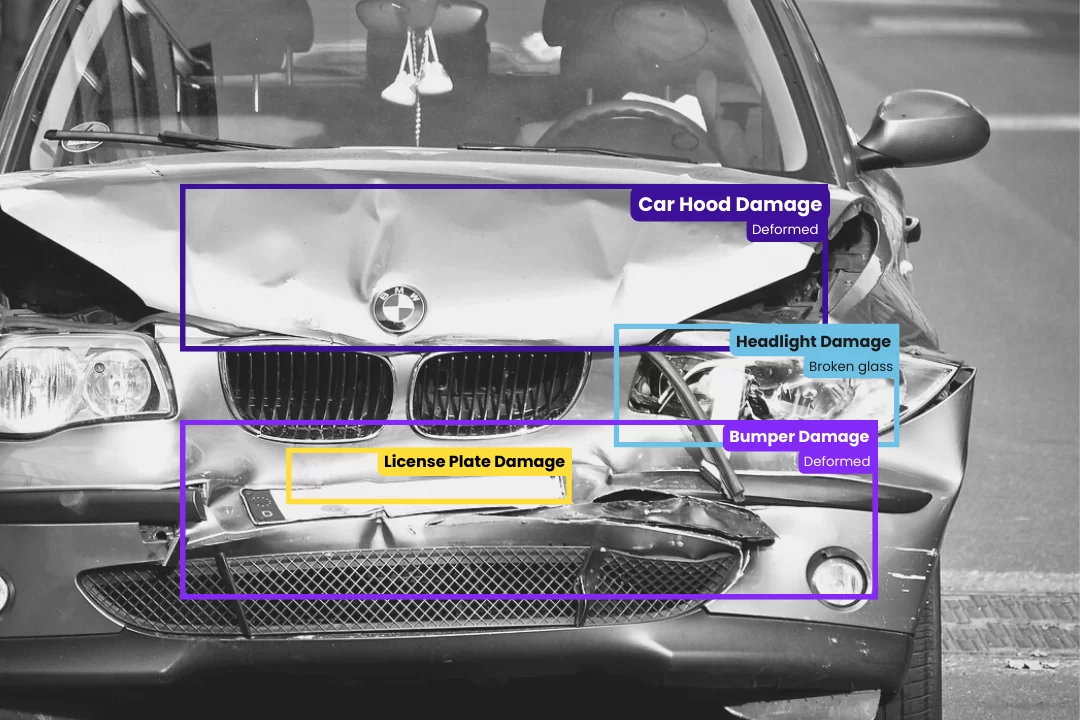 Car Hood Damage
Deformed
BMW
Headlight Damage
Broken glass
Bumper Damage
Deformed
License Plate Damage